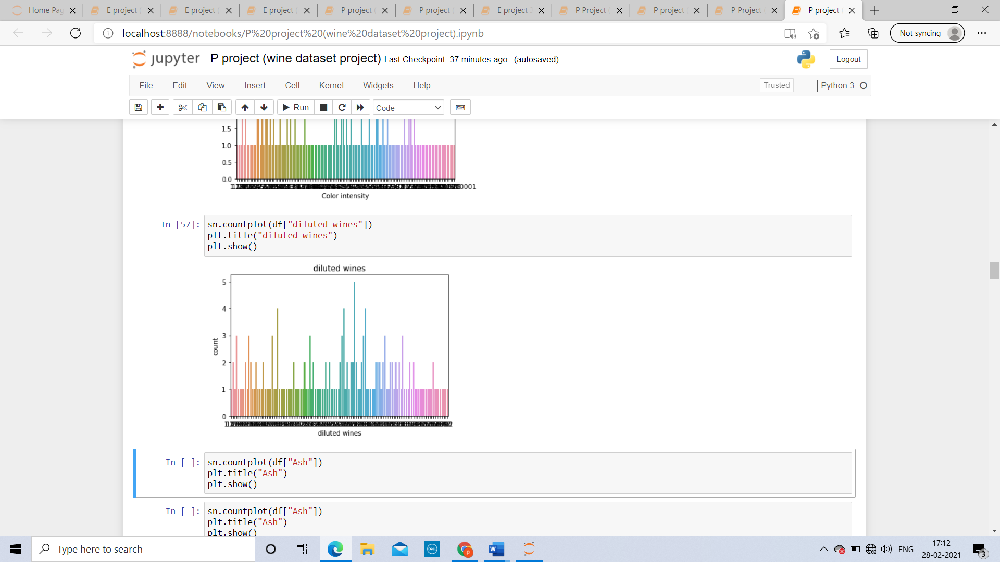 Home Pag
E project (
E project (
E project (
P project (
P project (
E project 3
P Project (
P project (
P Project (
P project (
localhost:8888/notebooks/P%20project%20(wine%20dataset%20project).ipynb
Not syncing
jupyter P project (wine dataset project) Last Checkpoint: 37 minutes ago (autosaved)
Logout
File Edit View Insert Cell Kernel Widgets Help
Trusted
Python 3
Run
Code
1.5
1.0
0.5
0.0
Color intensity
In [57]: sn.countplot(df["diluted wines"])
plt.title("diluted wines")
plt.show()
diluted wines
5
4
3
2
1
0
count
diluted wines
In [ ]: sn.countplot(df["Ash"])
plt.title("Ash")
plt.show()
In [ ]: sn.countplot(df["Ash"])
plt.title("Ash")
plt.show()
Type here to search
DELL
ENG
17:12
28-02-2021
3